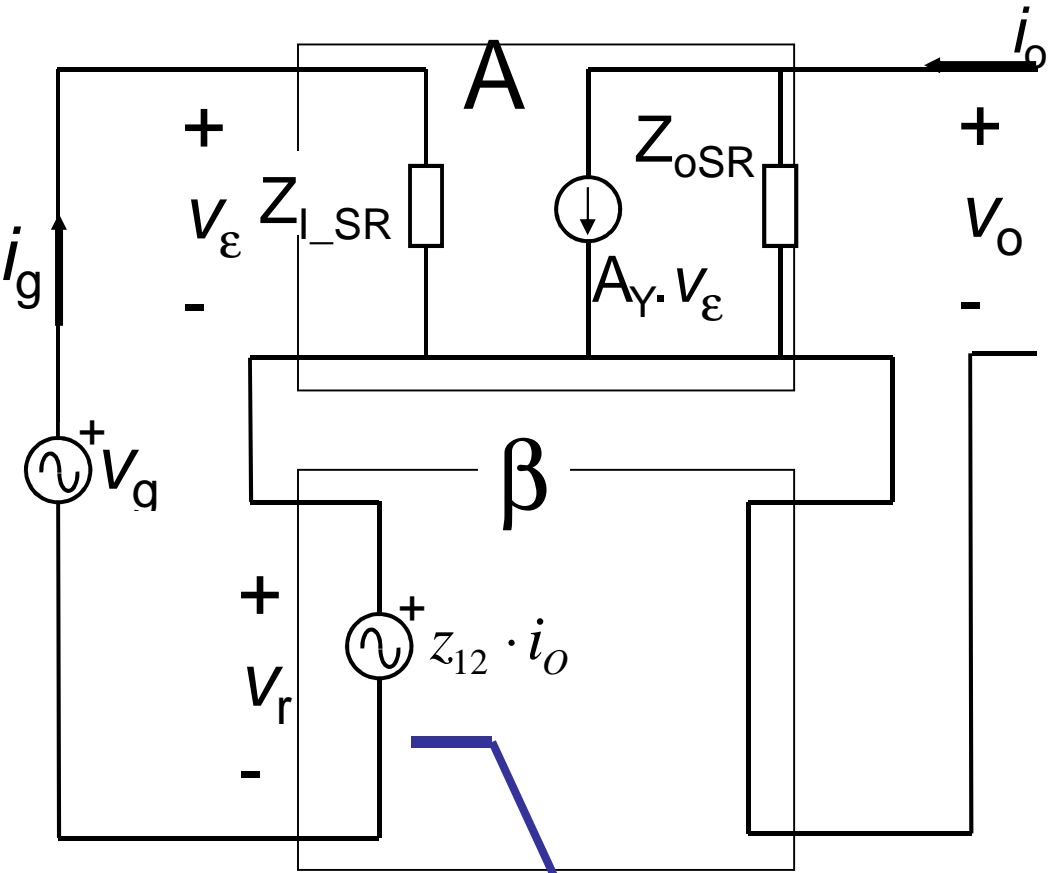 A
i_o
+
Z_oSR
+
Z_I_SR
v_ε
v_o
i_g
-
A_Y. v_ε
-
+
v_g
β
+
+
z_12 · i_O
v_r
-